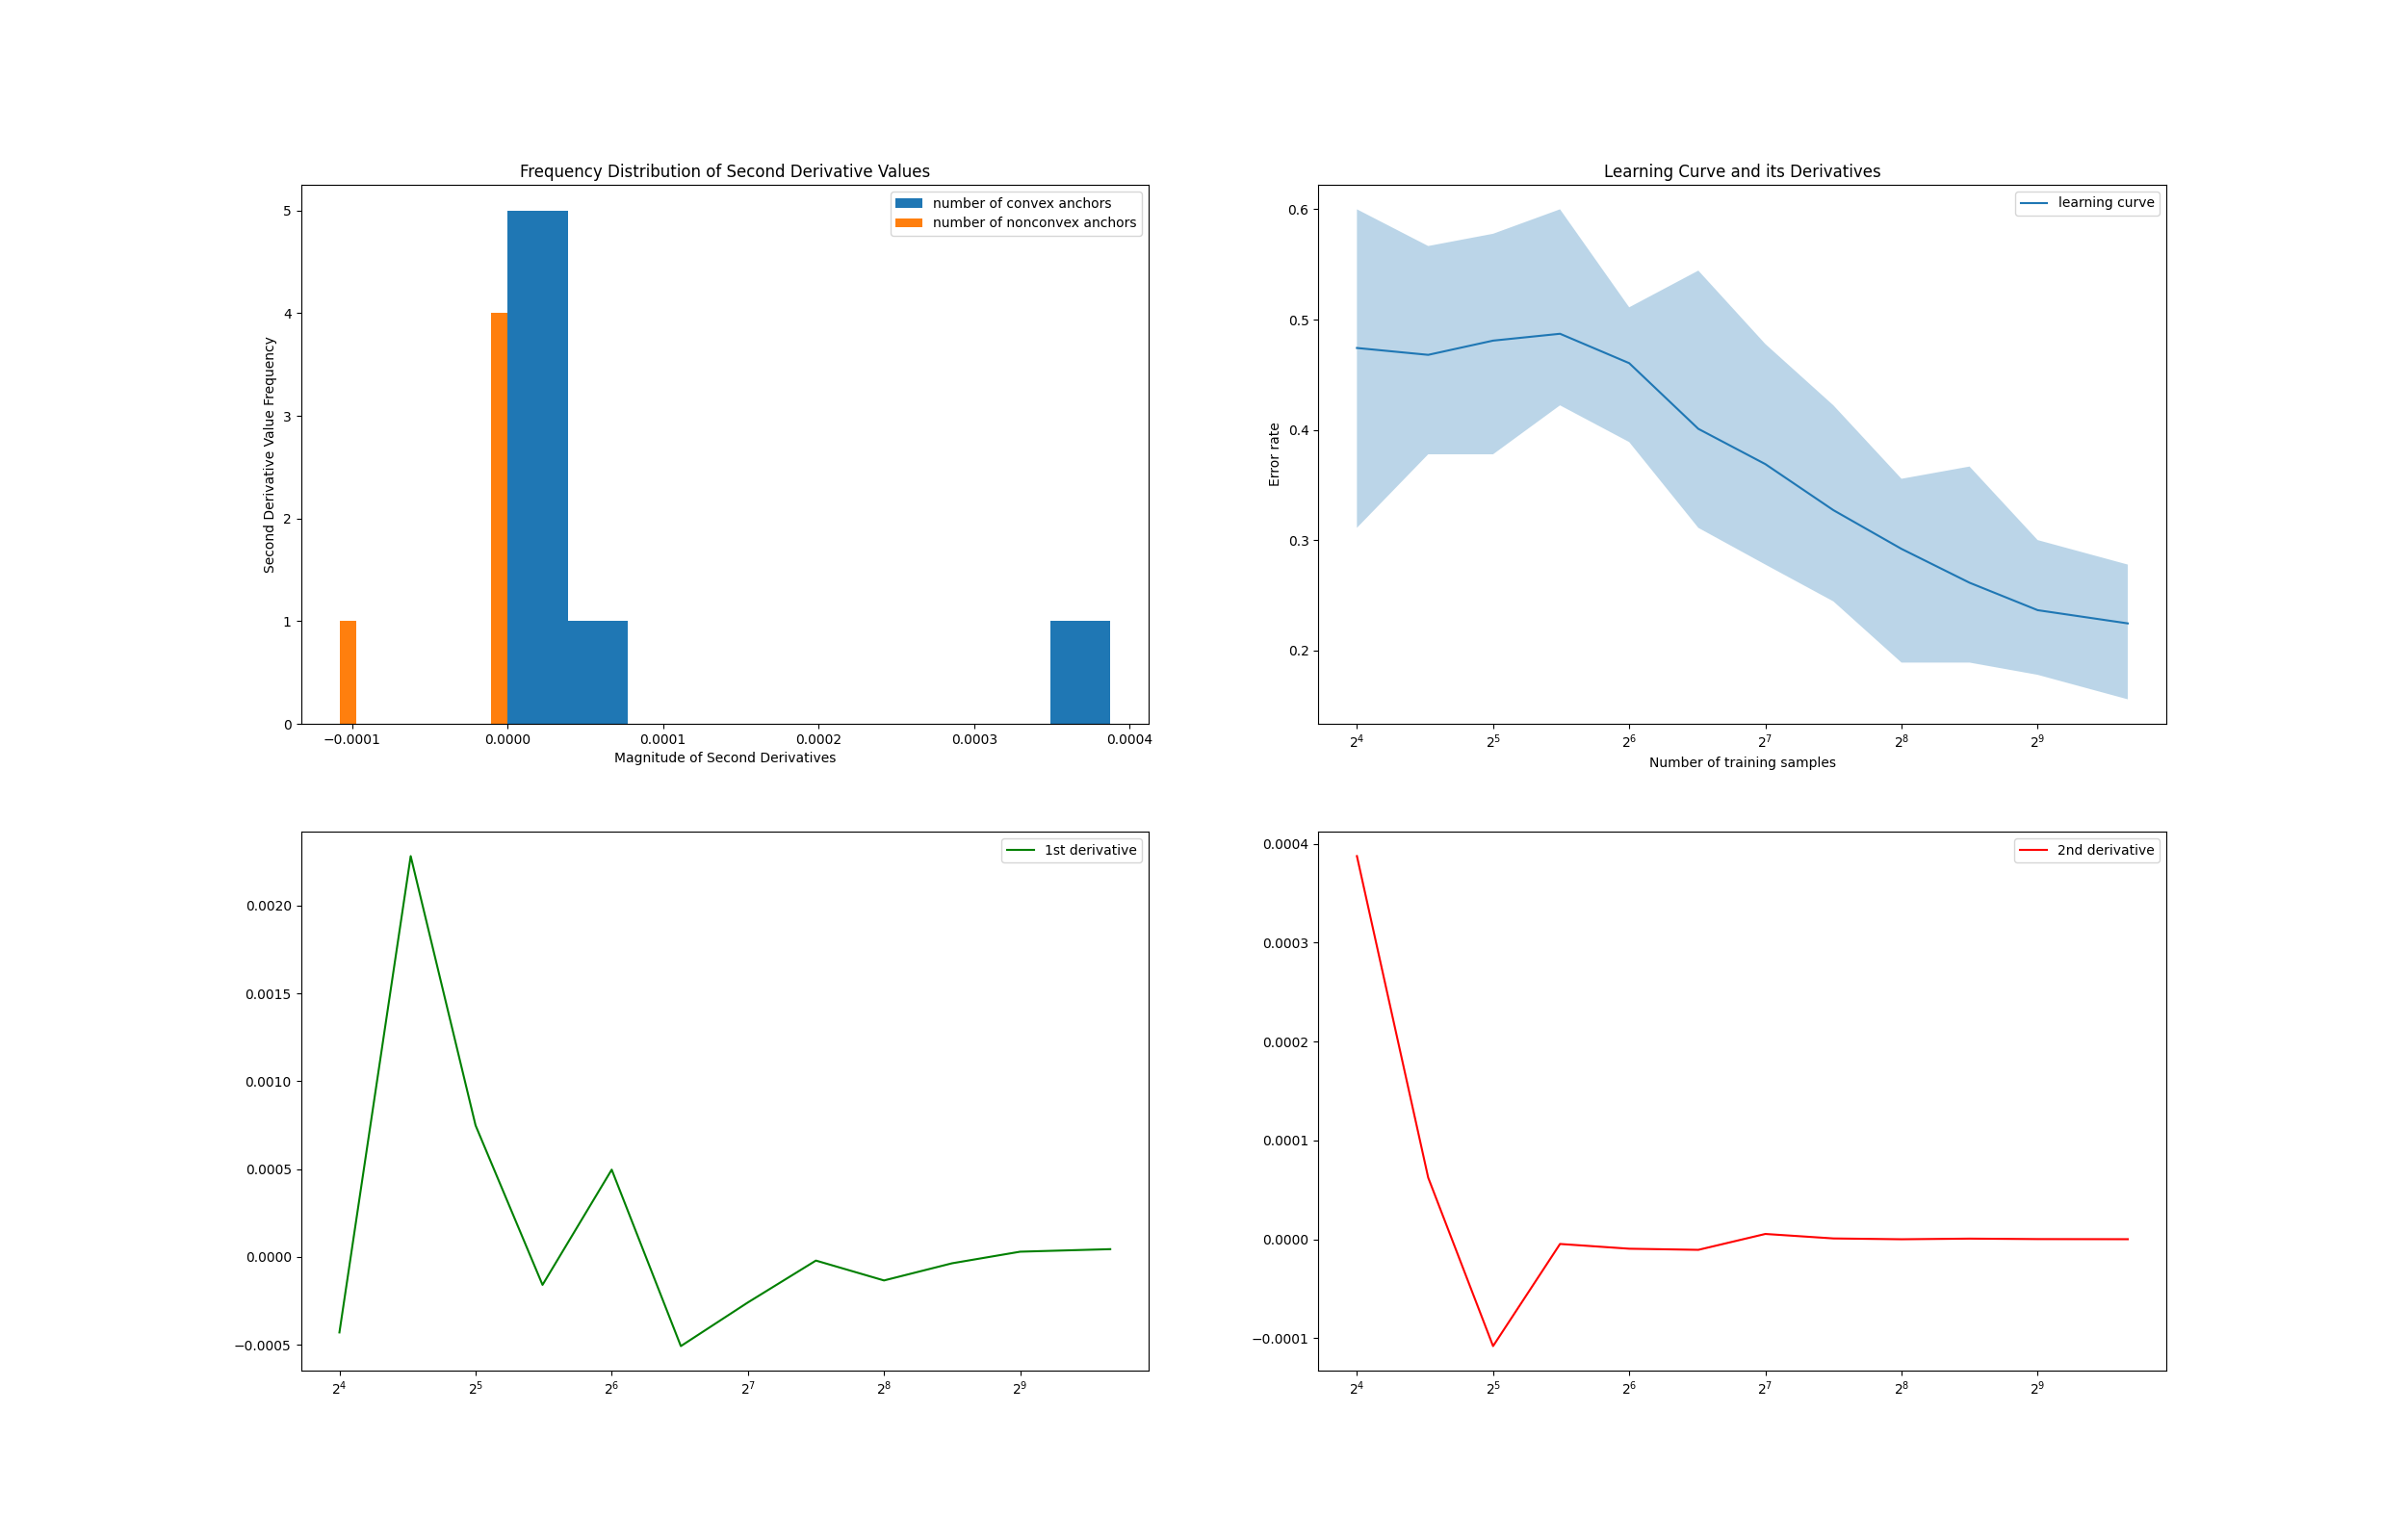 Frequency Distribution of Second Derivative Values
number of convex anchors
number of nonconvex anchors
5
4
3
2
1
0
Second Derivative Value Frequency
−0.0001 0.0000 0.0001 0.0002 0.0003 0.0004
Magnitude of Second Derivatives
Learning Curve and its Derivatives
learning curve
0.6
0.5
0.4
0.3
0.2
Error rate
2⁴ 2⁵ 2⁶ 2⁷ 2⁸ 2⁹
Number of training samples
1st derivative
0.0020
0.0015
0.0010
0.0005
0.0000
−0.0005
2⁴ 2⁵ 2⁶ 2⁷ 2⁸ 2⁹
2nd derivative
0.0004
0.0003
0.0002
0.0001
0.0000
−0.0001
2⁴ 2⁵ 2⁶ 2⁷ 2⁸ 2⁹